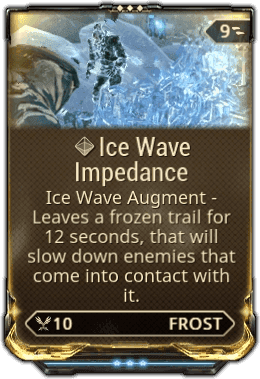 9
Ice Wave
Impedance
Ice Wave Augment -
Leaves a frozen trail for
12 seconds, that will
slow down enemies that
come into contact with
it.
10 FROST